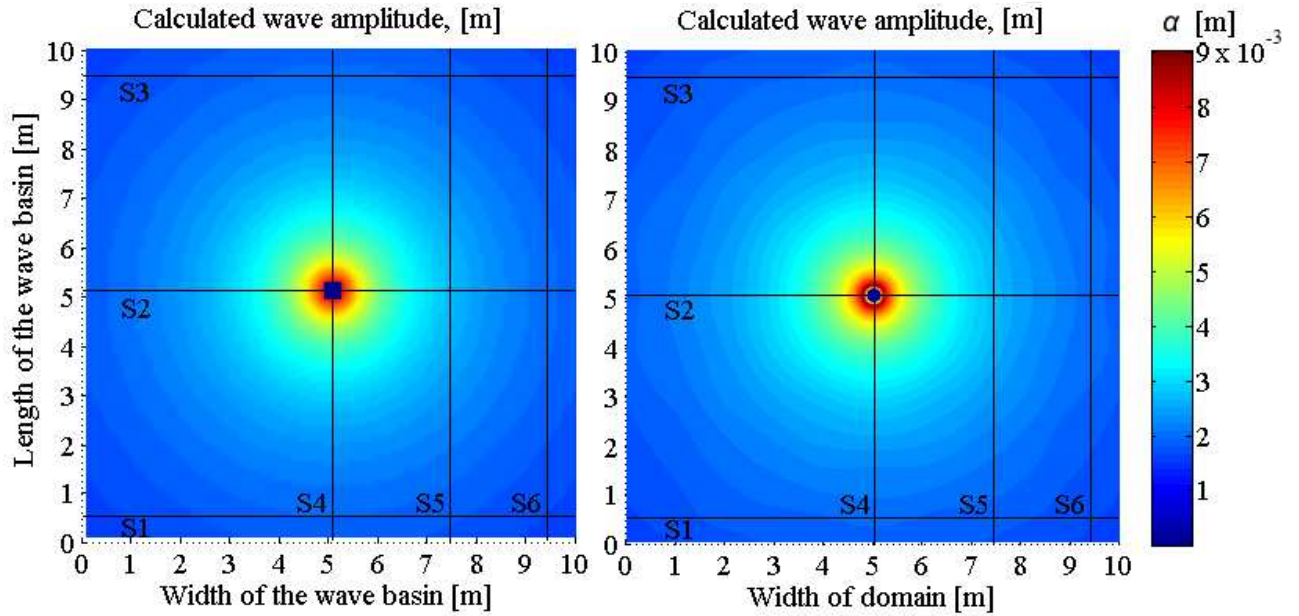 Calculated wave amplitude, [m]
Calculated wave amplitude, [m]
α [m]
Length of the wave basin [m]
10
9
8
7
6
5
4
3
2
1
0
S3
S2
S1
S4
S5
S6
0 1 2 3 4 5 6 7 8 9 10
Width of the wave basin [m]
10
9
8
7
6
5
4
3
2
1
0
S3
S2
S1
S4
S5
S6
0 1 2 3 4 5 6 7 8 9 10
Width of domain [m]
9 x 10⁻³
8
7
6
5
4
3
2
1